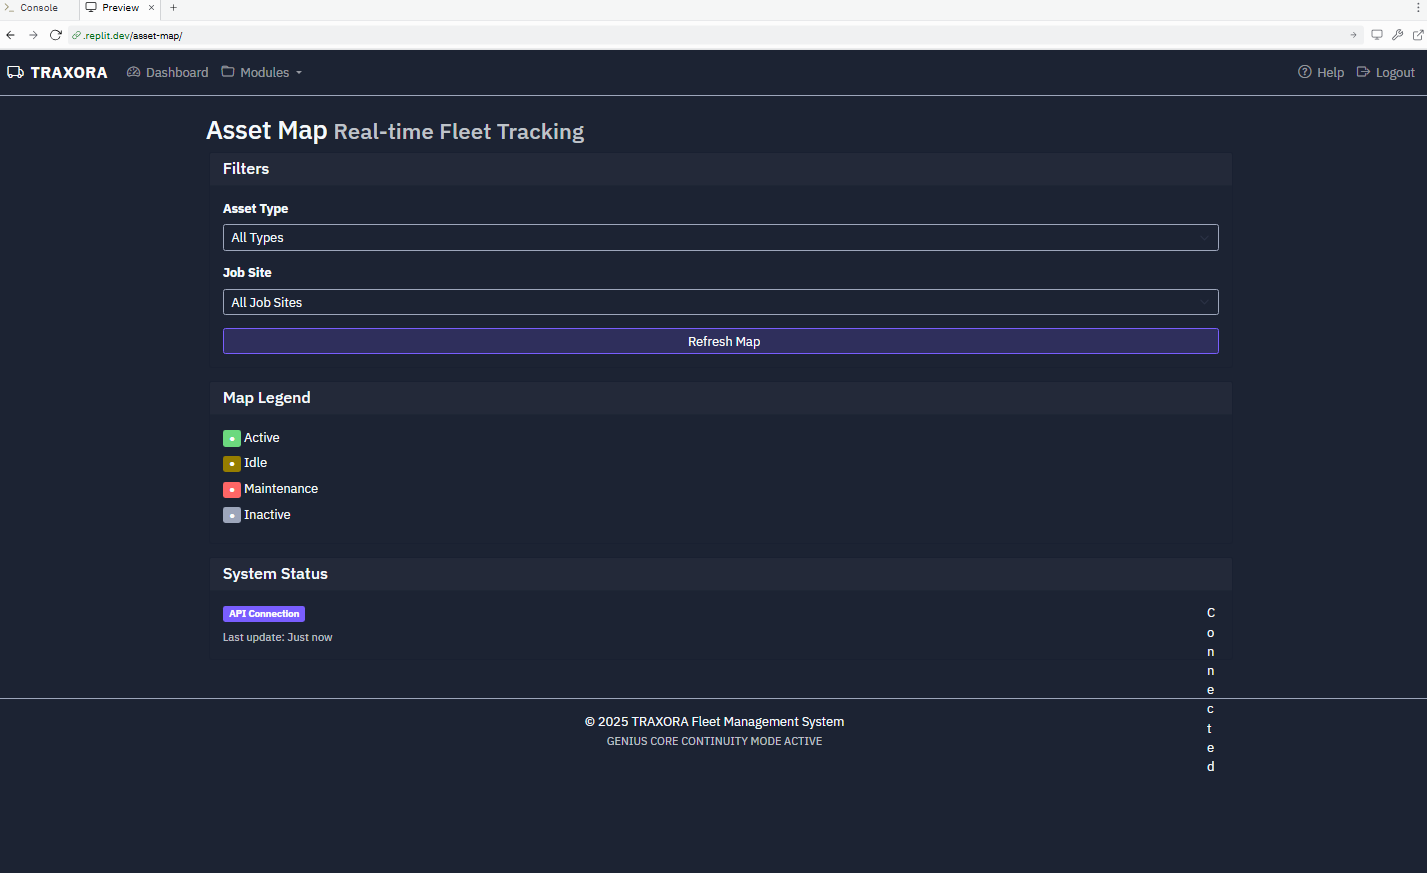 Console
Preview
.replit.dev/asset-map/
TRAXORA Dashboard Modules Help Logout
Asset Map Real-time Fleet Tracking
Filters
Asset Type
All Types
Job Site
All Job Sites
Refresh Map
Map Legend
Active
Idle
Maintenance
Inactive
System Status
API Connection
Connected
Last update: Just now
© 2025 TRAXORA Fleet Management System
GENIUS CORE CONTINUITY MODE ACTIVE